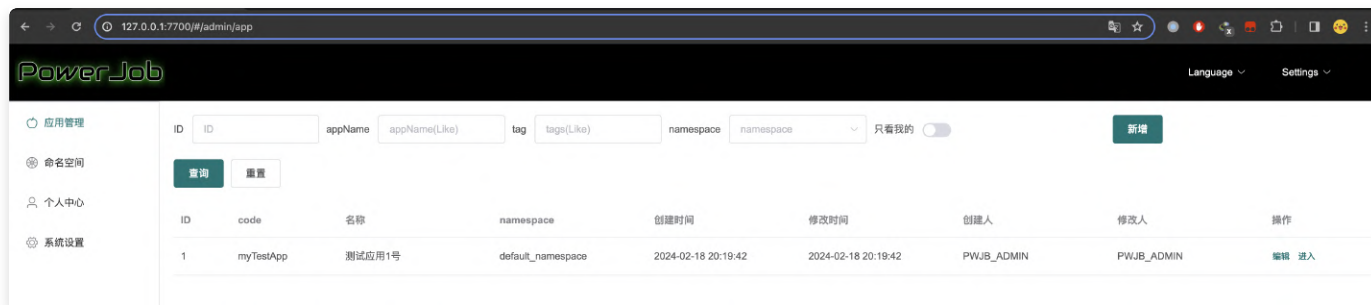 127.0.0.1:7700/#/admin/app
PowerJob
Language Settings
应用管理
命名空间
个人中心
系统设置
ID ID appName appName(Like) tag tags(Like) namespace namespace 只看我的 新增
查询 重置
ID code 名称 namespace 创建时间 修改时间 创建人 修改人 操作
1 myTestApp 测试应用1号 default_namespace 2024-02-18 20:19:42 2024-02-18 20:19:42 PWJB_ADMIN PWJB_ADMIN 编辑 进入